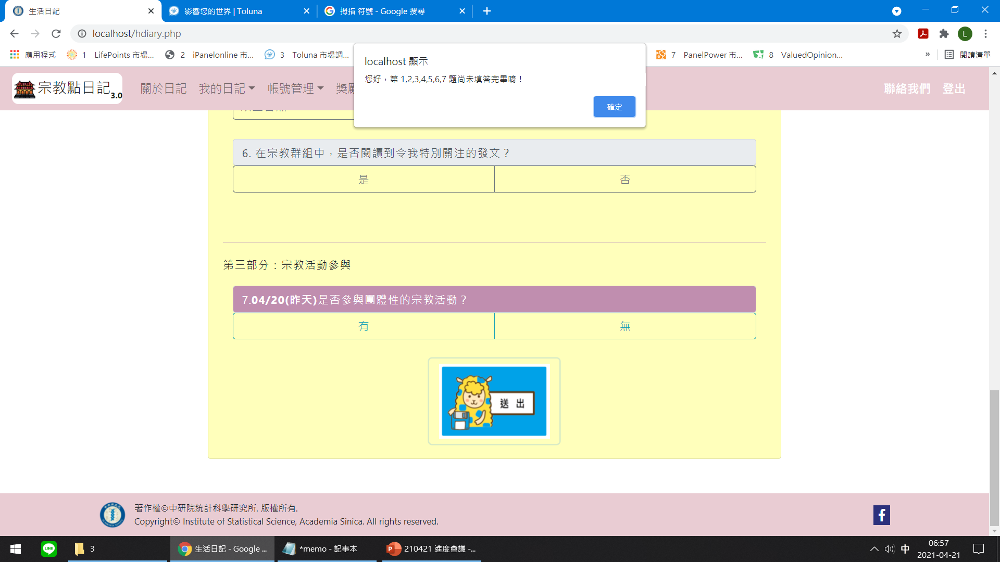 生活日記
影響您的世界 | Toluna
拇指 符號 - Google 搜尋
localhost/hdiary.php
L
應用程式
1 LifePoints 市場...
2 iPanelonline 市...
3 Toluna 市場調...
7 PanelPower 市...
8 ValuedOpinion...
»
閱讀清單
localhost 顯示
您好，第 1,2,3,4,5,6,7 題尚未填答完畢唷！
確定
宗教點日記3.0
關於日記
我的日記
帳號管理
獎
聯絡我們
登出
6. 在宗教群組中，是否閱讀到令我特別關注的發文？
是
否
第三部分：宗教活動參與
7.04/20(昨天)是否參與團體性的宗教活動？
有
無
送 出
著作權©中研院統計科學研究所. 版權所有.
Copyright© Institute of Statistical Science, Academia Sinica. All rights reserved.
LINE
3
生活日記 - Google ...
*memo - 記事本
210421 進度會議 -...
中
06:57
2021-04-21